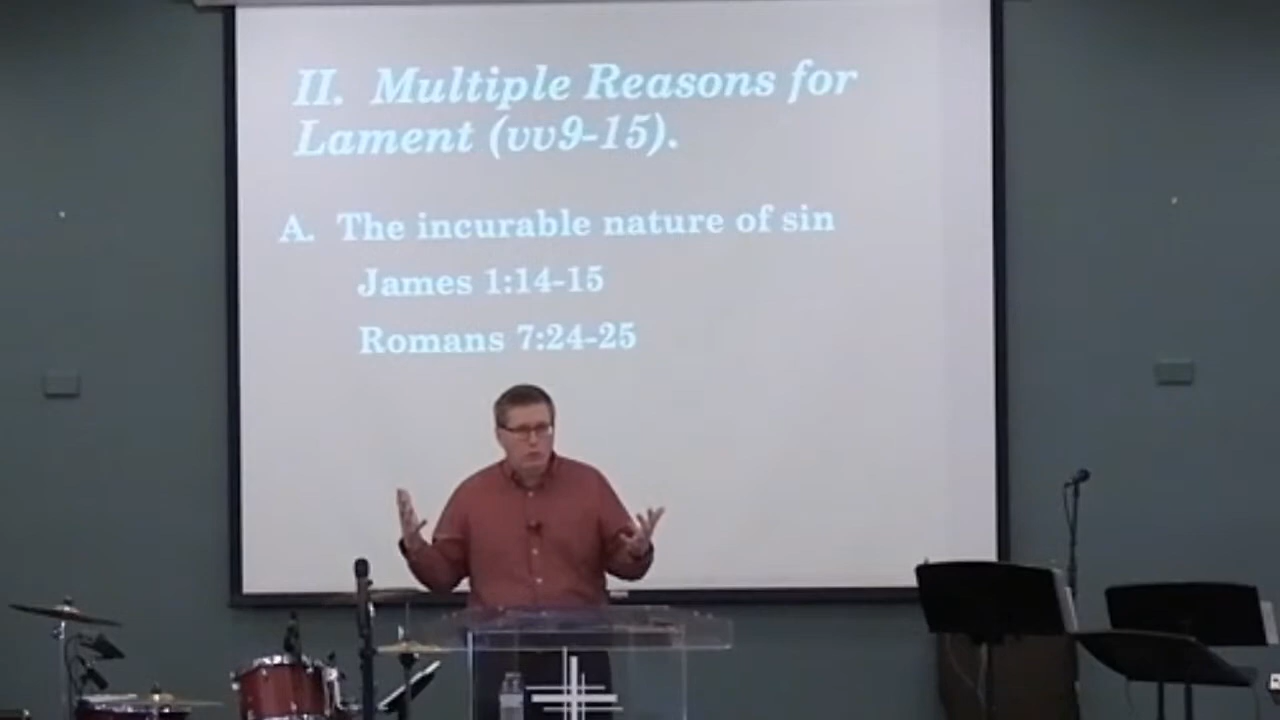 II. Multiple Reasons for
Lament (vv9-15).
A. The incurable nature of sin
James 1:14-15
Romans 7:24-25